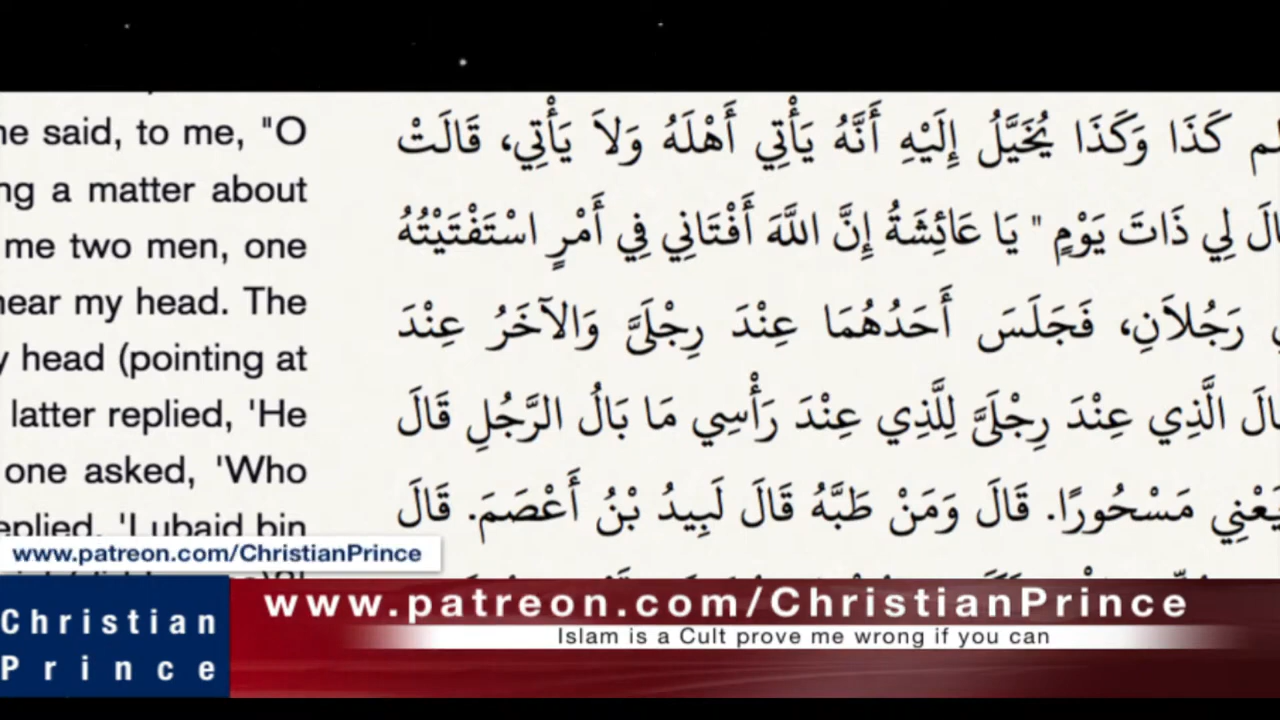 he said, to me, "O
ng a matter about
me two men, one
near my head. The
y head (pointing at
latter replied, 'He
one asked, 'Who
eplied, 'Lubaid bin
كَذَا وَكَذَا يُخَيَّلُ إِلَيْهِ أَنَّهُ يَأْتِي أَهْلَهُ وَلاَ يَأْتِي، قَالَتْ
الَ لِي ذَاتَ يَوْمٍ " يَا عَائِشَةُ إِنَّ اللَّهَ أَفْتَانِي فِي أَمْرٍ اسْتَفْتَيْتُهُ
رَجُلاَنِ، فَجَلَسَ أَحَدُهُمَا عِنْدَ رِجْلَىَّ وَالآخَرُ عِنْدَ
الَ الَّذِي عِنْدَ رِجْلَىَّ لِلَّذِي عِنْدَ رَأْسِي مَا بَالُ الرَّجُلِ قَالَ
يَعْنِي مَسْحُورًا. قَالَ وَمَنْ طَبَّهُ قَالَ لَبِيدُ بْنُ أَعْصَمَ. قَالَ
www.patreon.com/ChristianPrince
Christian
Prince
www.patreon.com/ChristianPrince
Islam is a Cult prove me wrong if you can